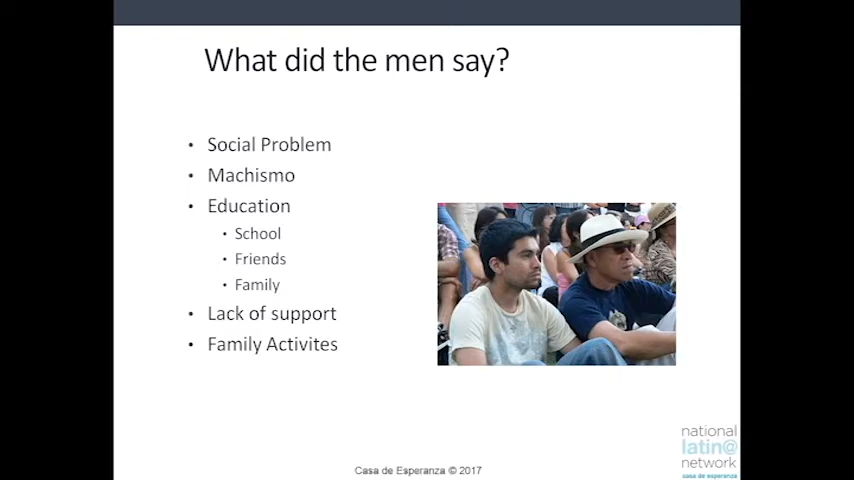 What did the men say?
• Social Problem
• Machismo
• Education
• School
• Friends
• Family
• Lack of support
• Family Activites
national
latin@
network
casa de esperanza
Casa de Esperanza © 2017